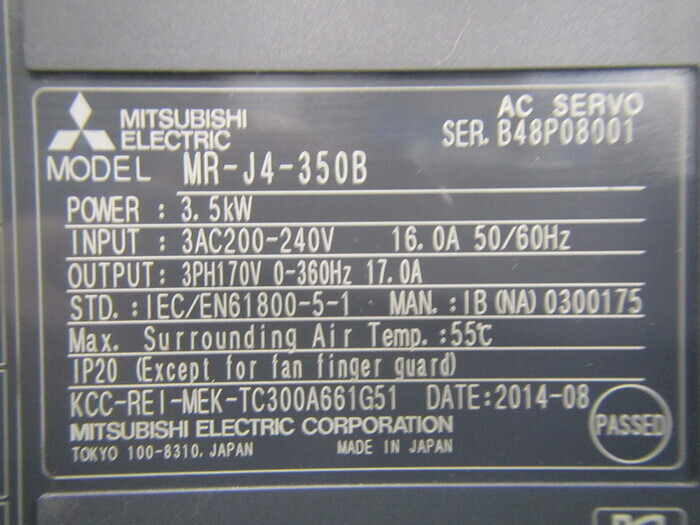 MITSUBISHI
ELECTRIC
AC SERVO
SER. B48P08001
MODEL MR-J4-350B
POWER : 3.5kW
INPUT : 3AC200-240V 16.0A 50/60Hz
OUTPUT: 3PH170V 0-360Hz 17.0A
STD. : IEC/EN61800-5-1 MAN. : IB(NA)0300175
Max. Surrounding Air Temp. :55℃
IP20 (Except for fan finger guard)
KCC-REI-MEK-TC300A661G51 DATE:2014-08
MITSUBISHI ELECTRIC CORPORATION
TOKYO 100-8310, JAPAN MADE IN JAPAN
PASSED